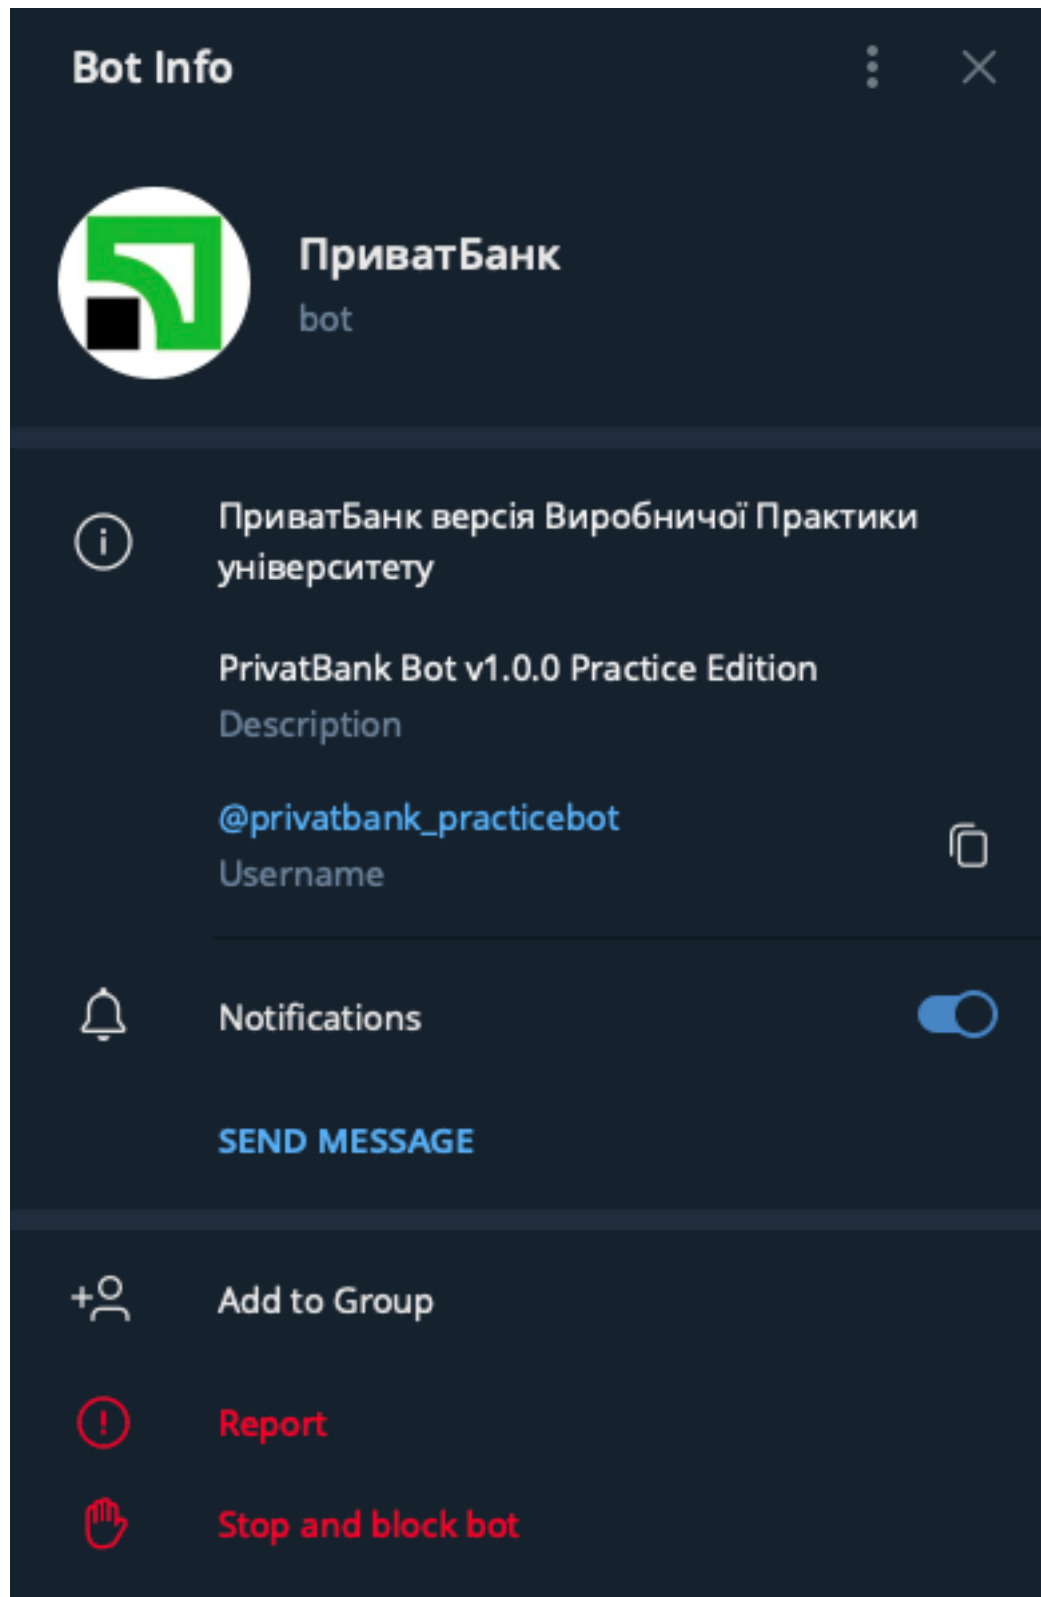 Bot Info
ПриватБанк
bot
ПриватБанк версія Виробничої Практики
університету
PrivatBank Bot v1.0.0 Practice Edition
Description
@privatbank_practicebot
Username
Notifications
SEND MESSAGE
Add to Group
Report
Stop and block bot